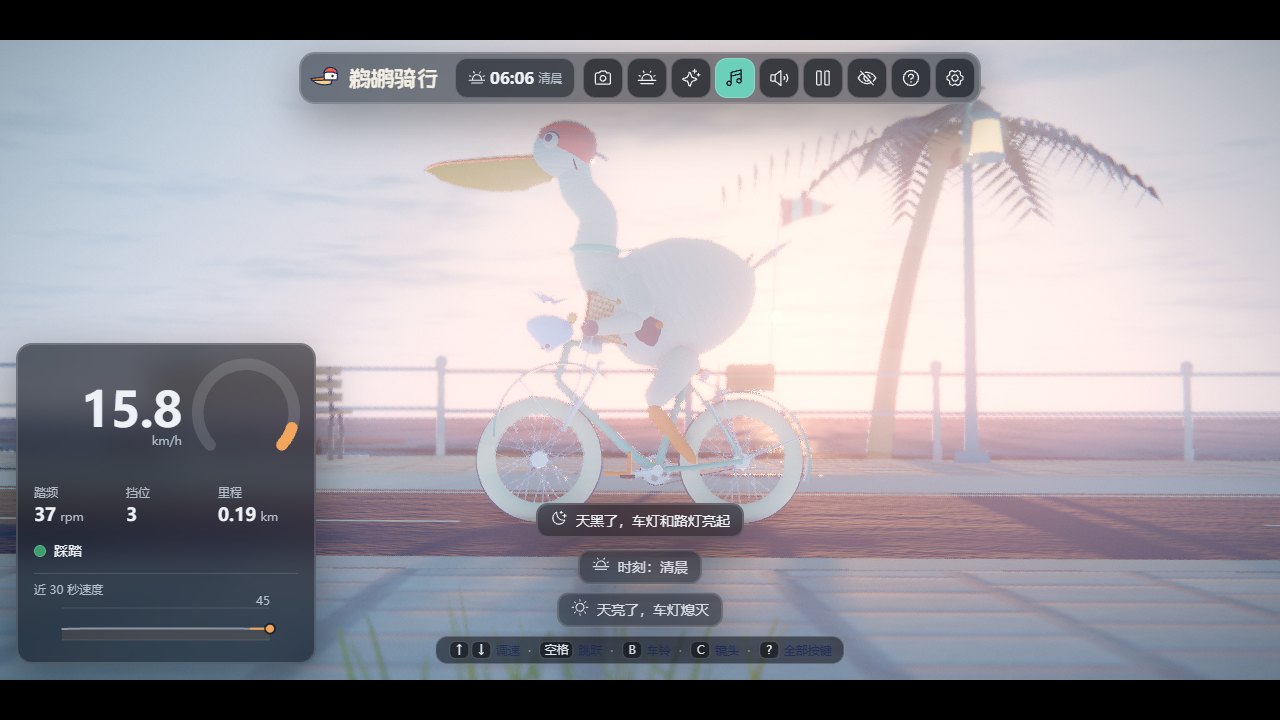 鹈鹕骑行 06:06 清晨
15.8
km/h
踏频 挡位 里程
37 rpm 3 0.19 km
踩踏
近 30 秒速度
45
天黑了，车灯和路灯亮起
时刻：清晨
天亮了，车灯熄灭
↑ ↓ 调速 · 空格 跳跃 · B 车铃 · C 镜头 · ? 全部按键